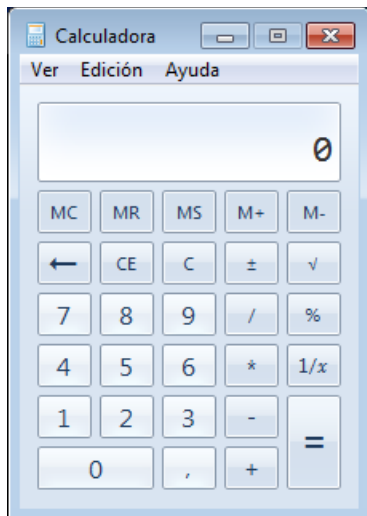 Calculadora
Ver Edición Ayuda
0
MC MR MS M+ M-
← CE C ± √
7 8 9 / %
4 5 6 * 1/x
1 2 3 - =
0 , +